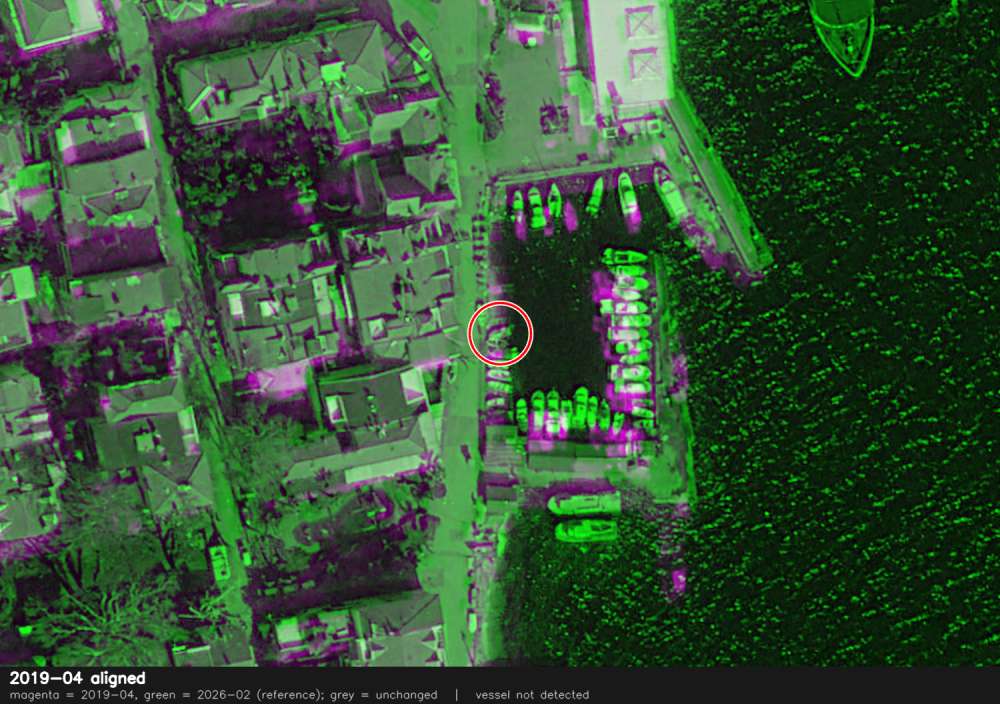 2019-04 aligned
magenta = 2019-04, green = 2026-02 (reference); grey = unchanged | vessel not detected